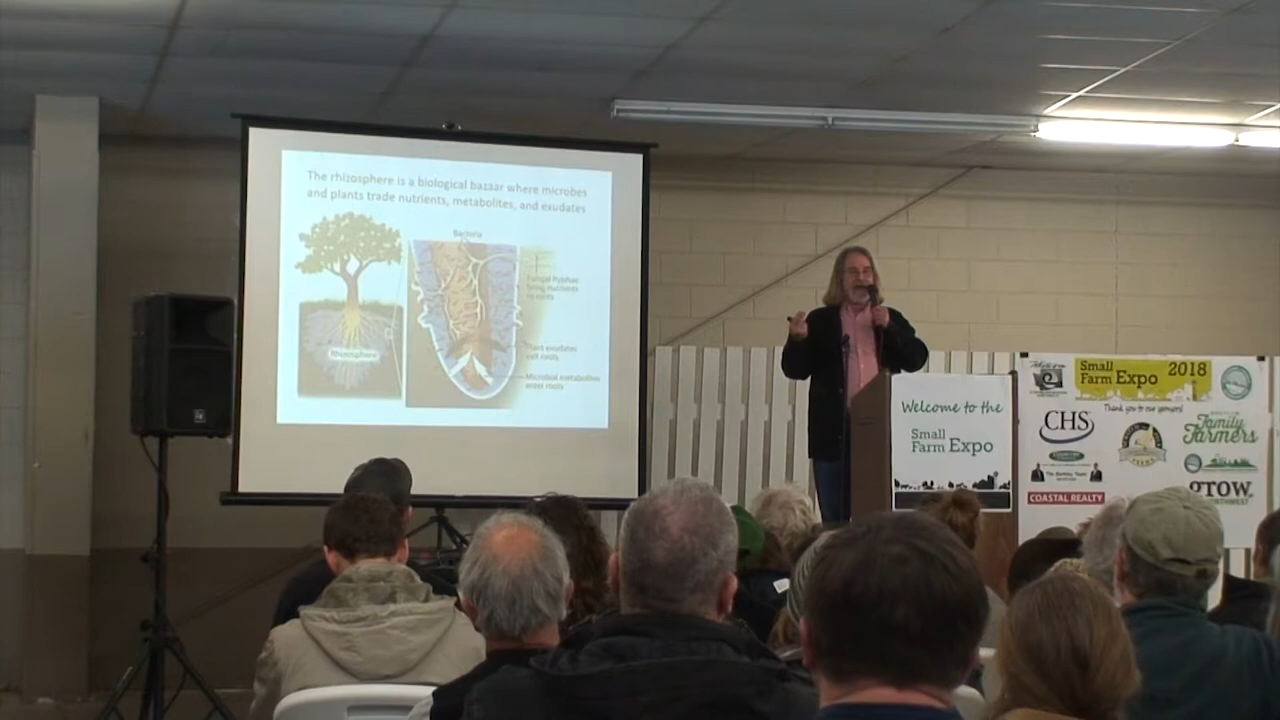 The rhizosphere is a biological bazaar where microbes
and plants trade nutrients, metabolites, and exudates
Bacteria
Fungal hyphae
bring nutrients
to roots
Rhizosphere
Plant exudates
exit roots
Microbial metabolites
enter roots
Welcome to the
Small
Farm Expo
Small
Farm Expo 2018
Thank you to our sponsors!
CHS
Family
Farmers
COASTAL REALTY